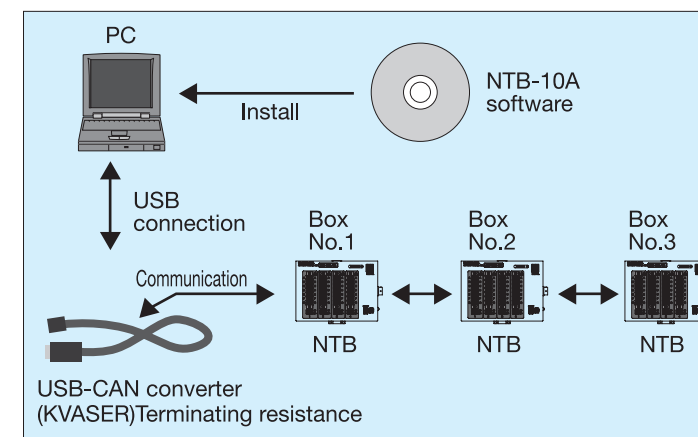 PC
NTB-10A
software
Install
USB
connection
Box
No.1
Box
No.2
Box
No.3
Communication
NTB
NTB
NTB
USB-CAN converter
(KVASER)Terminating resistance